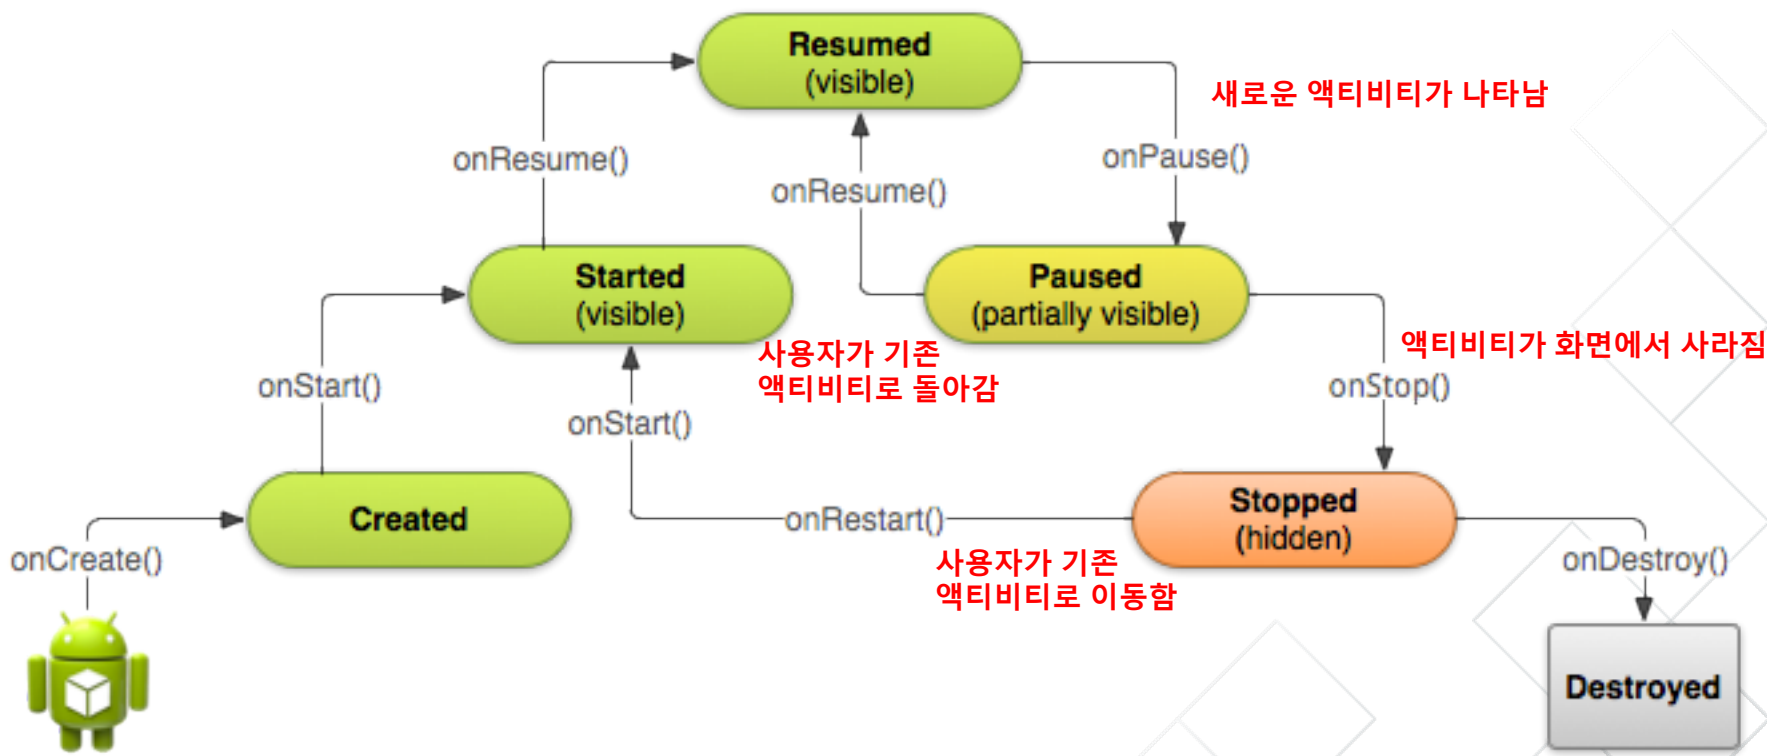 Resumed
(visible)
새로운 액티비티가 나타남
onResume()
onPause()
onResume()
Started
(visible)
Paused
(partially visible)
사용자가 기존
액티비티로 돌아감
액티비티가 화면에서 사라짐
onStart()
onStop()
onStart()
Created
onRestart()
Stopped
(hidden)
onCreate()
사용자가 기존
액티비티로 이동함
onDestroy()
Destroyed